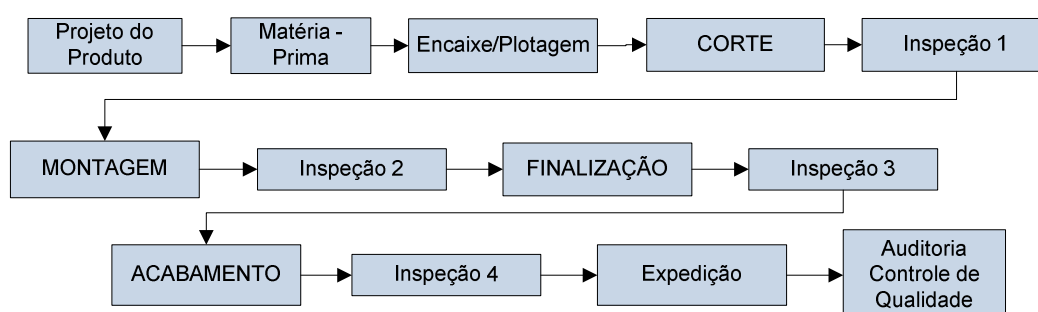 Projeto do
Produto
Matéria -
Prima
Encaixe/Plotagem
CORTE
Inspeção 1
MONTAGEM
Inspeção 2
FINALIZAÇÃO
Inspeção 3
ACABAMENTO
Inspeção 4
Expedição
Auditoria
Controle de
Qualidade